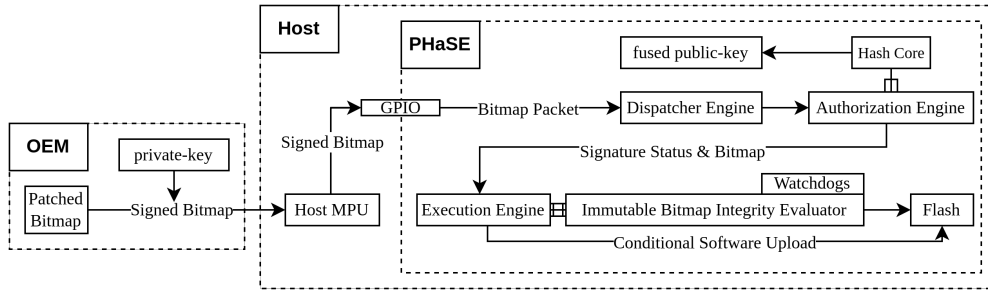 Host
PHaSE
fused public-key
Hash Core
GPIO
Bitmap Packet
Dispatcher Engine
Authorization Engine
OEM
private-key
Signed Bitmap
Signature Status & Bitmap
Patched
Bitmap
Signed Bitmap
Host MPU
Execution Engine
Watchdogs
Immutable Bitmap Integrity Evaluator
Flash
Conditional Software Upload